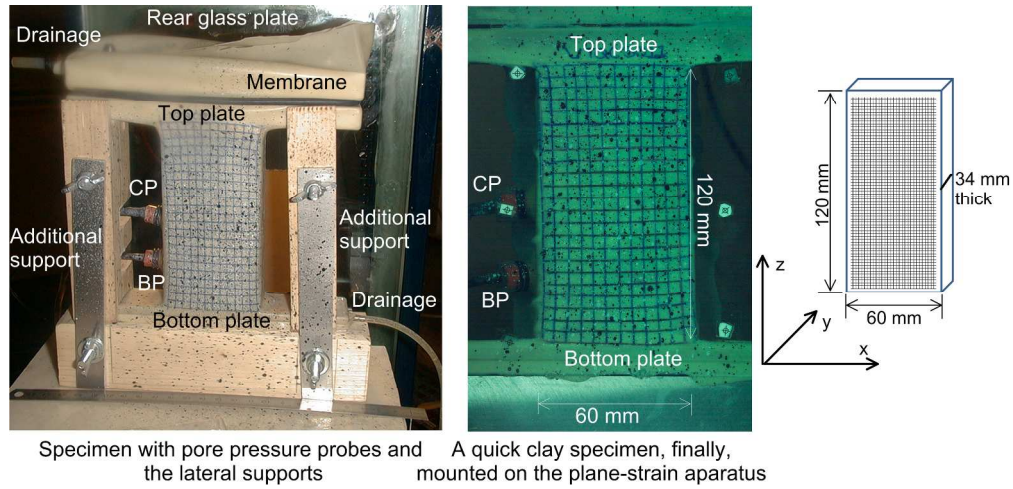 Rear glass plate
Drainage
Membrane
Top plate
CP
Additional
support
Additional
support
BP
Drainage
Bottom plate
Specimen with pore pressure probes and
the lateral supports
Top plate
CP
120 mm
BP
Bottom plate
60 mm
A quick clay specimen, finally,
mounted on the plane-strain apparatus
120 mm
34 mm
thick
60 mm
z
y
x